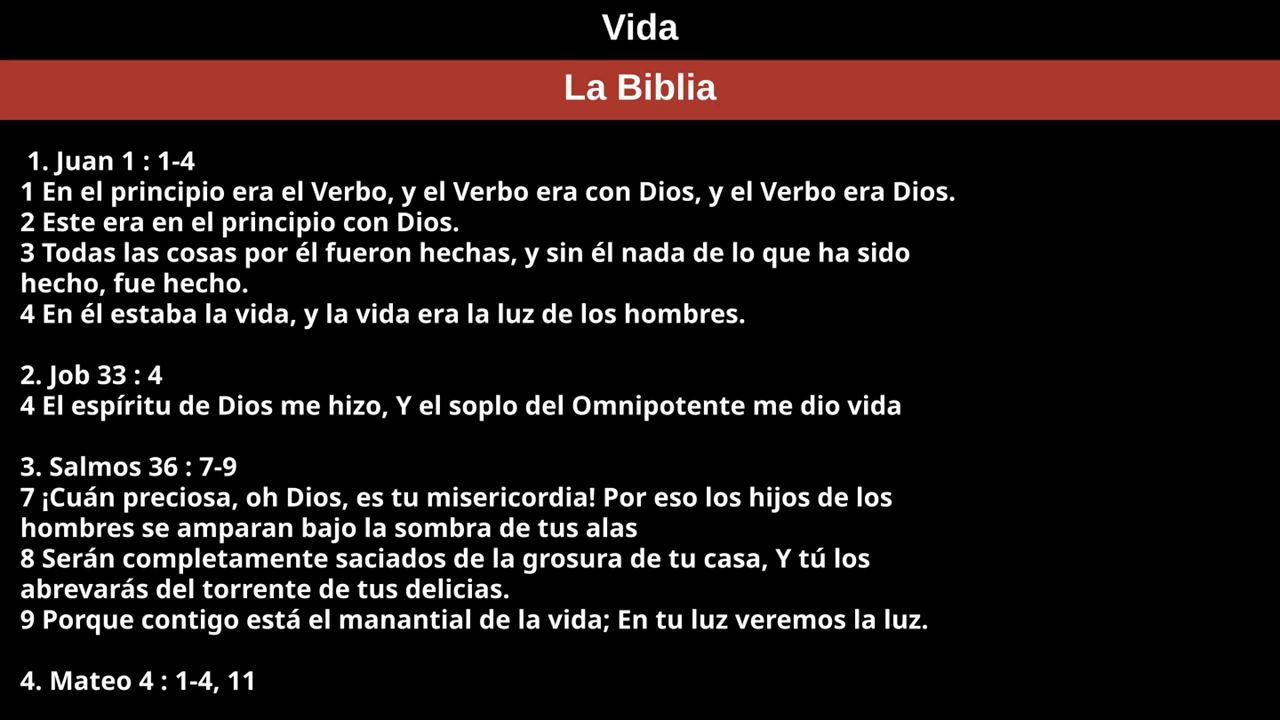 Vida
La Biblia
1. Juan 1 : 1-4
1 En el principio era el Verbo, y el Verbo era con Dios, y el Verbo era Dios.
2 Este era en el principio con Dios.
3 Todas las cosas por él fueron hechas, y sin él nada de lo que ha sido
hecho, fue hecho.
4 En él estaba la vida, y la vida era la luz de los hombres.
2. Job 33 : 4
4 El espíritu de Dios me hizo, Y el soplo del Omnipotente me dio vida
3. Salmos 36 : 7-9
7 ¡Cuán preciosa, oh Dios, es tu misericordia! Por eso los hijos de los
hombres se amparan bajo la sombra de tus alas
8 Serán completamente saciados de la grosura de tu casa, Y tú los
abrevarás del torrente de tus delicias.
9 Porque contigo está el manantial de la vida; En tu luz veremos la luz.
4. Mateo 4 : 1-4, 11